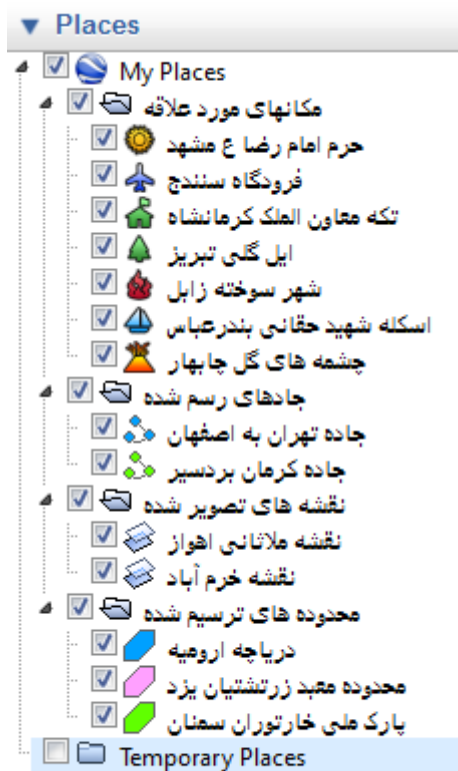 Places
My Places
مکانهای مورد علاقه
حرم امام رضا ع مشهد
فرودگاه سنندج
تکه معاون الملک کرمانشاه
ایل گلی تبریز
شهر سوخته زابل
اسکله شهید حقانی بندرعباس
چشمه های گل چابهار
جادهای رسم شده
جاده تهران به اصفهان
جاده کرمان بردسیر
نقشه های تصویر شده
نقشه ملاثانی اهواز
نقشه خرم آباد
محدوده های ترسیم شده
دریاچه ارومیه
محدوده معبد زرتشتیان یزد
پارک ملی خارتوران سمنان
Temporary Places